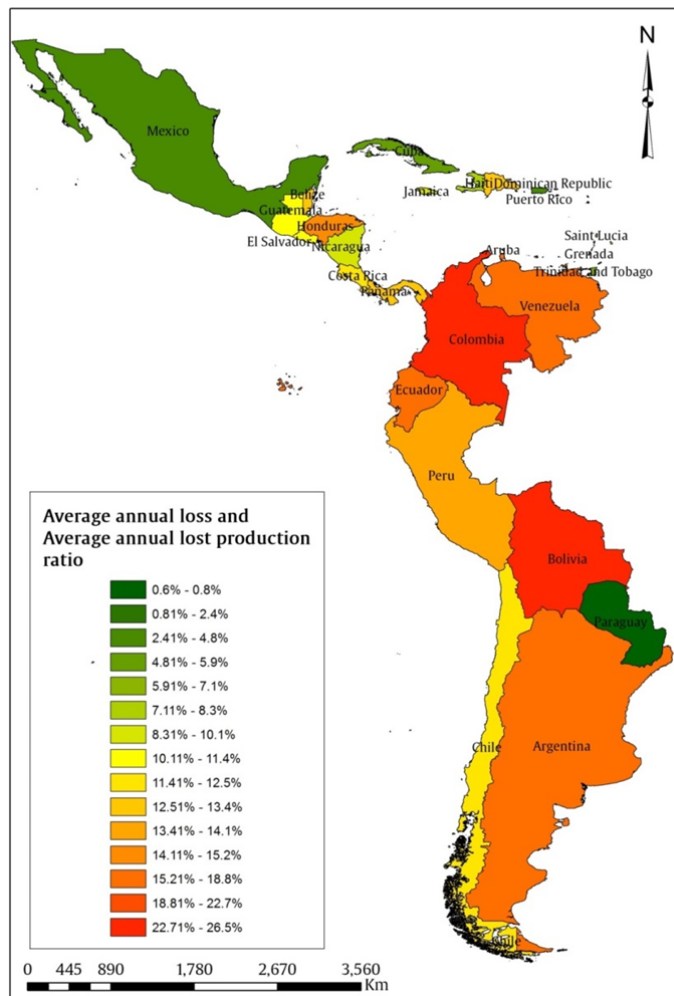 N
Mexico
Cuba
Jamaica
Haiti
Dominican Republic
Puerto Rico
Belize
Guatemala
Honduras
El Salvador
Nicaragua
Costa Rica
Panama
Aruba
Saint Lucia
Grenada
Trinidad and Tobago
Venezuela
Colombia
Ecuador
Peru
Bolivia
Paraguay
Chile
Argentina
Chile
Average annual loss and
Average annual lost production
ratio
0.6% - 0.8%
0.81% - 2.4%
2.41% - 4.8%
4.81% - 5.9%
5.91% - 7.1%
7.11% - 8.3%
8.31% - 10.1%
10.11% - 11.4%
11.41% - 12.5%
12.51% - 13.4%
13.41% - 14.1%
14.11% - 15.2%
15.21% - 18.8%
18.81% - 22.7%
22.71% - 26.5%
0 445 890 1,780 2,670 3,560
Km